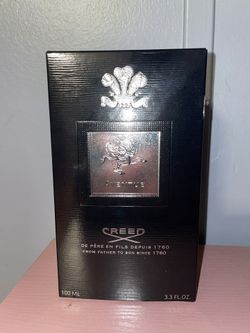 AVENTUS
CREED
DE PÈRE EN FILS DEPUIS 1760
FROM FATHER TO SON SINCE 1760
100 ML
3.3 FL.OZ.